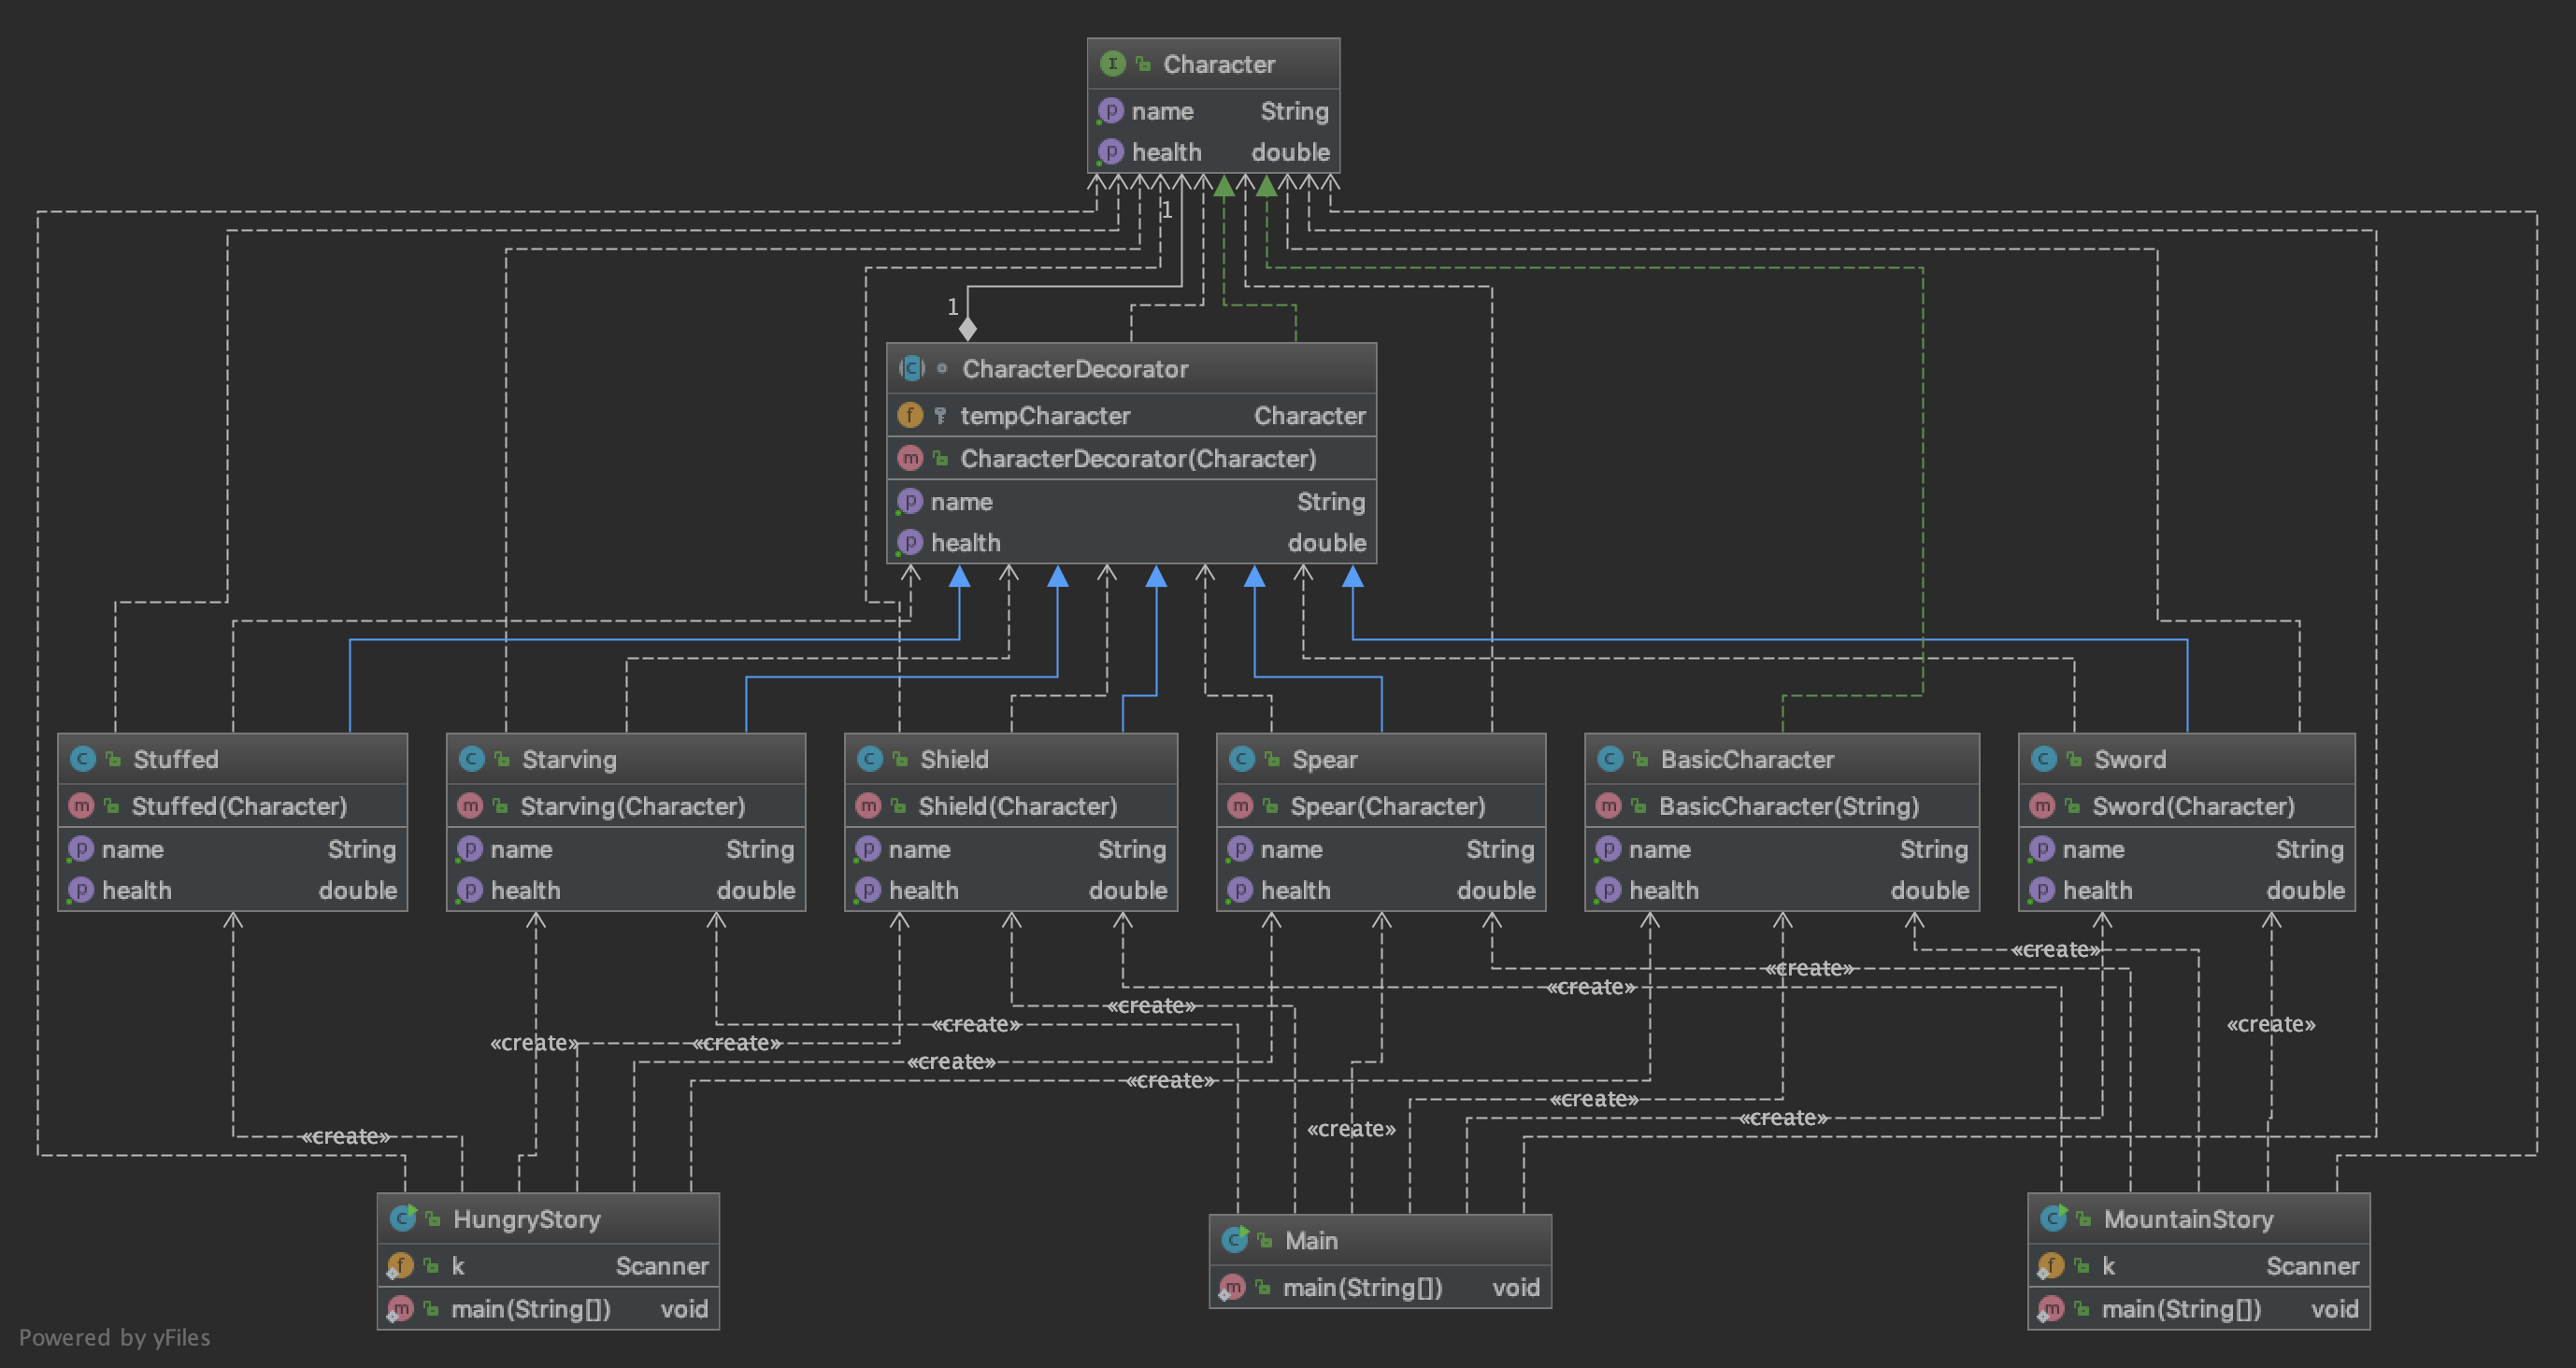 I Character
p name String
p health double
1
1
C CharacterDecorator
f tempCharacter Character
m CharacterDecorator(Character)
p name String
p health double
C Stuffed
m Stuffed(Character)
p name String
p health double
C Starving
m Starving(Character)
p name String
p health double
C Shield
m Shield(Character)
p name String
p health double
C Spear
m Spear(Character)
p name String
p health double
C BasicCharacter
m BasicCharacter(String)
p name String
p health double
C Sword
m Sword(Character)
p name String
p health double
«create»
«create»
«create»
«create»
«create»
«create»
«create»
«create»
«create»
«create»
«create»
«create»
«create»
«create»
C HungryStory
f k Scanner
m main(String[]) void
C Main
m main(String[]) void
C MountainStory
f k Scanner
m main(String[]) void
Powered by yFiles